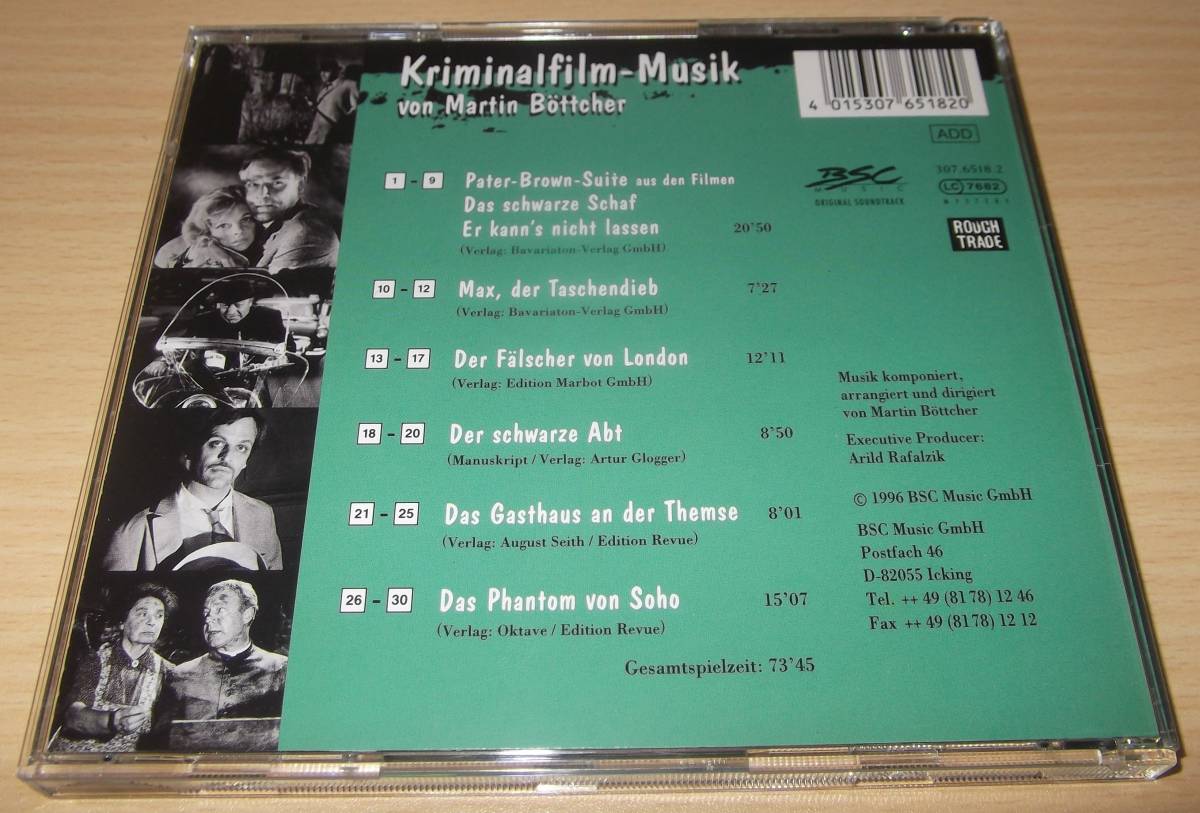 Kriminalfilm-Musik
von Martin Böttcher
4 015307 651820
ADD
BSC
MUSIC
ORIGINAL SOUNDTRACK
307.6518.2
LC 7682
ROUGH
TRADE
1 - 9 Pater-Brown-Suite aus den Filmen
Das schwarze Schaf
Er kann's nicht lassen 20'50
(Verlag: Bavariaton-Verlag GmbH)
10 - 12 Max, der Taschendieb 7'27
(Verlag: Bavariaton-Verlag GmbH)
13 - 17 Der Fälscher von London 12'11
(Verlag: Edition Marbot GmbH)
18 - 20 Der schwarze Abt 8'50
(Manuskript / Verlag: Artur Glogger)
21 - 25 Das Gasthaus an der Themse 8'01
(Verlag: August Seith / Edition Revue)
26 - 30 Das Phantom von Soho 15'07
(Verlag: Oktave / Edition Revue)
Gesamtspielzeit: 73'45
Musik komponiert,
arrangiert und dirigiert
von Martin Böttcher
Executive Producer:
Arild Rafalzik
© 1996 BSC Music GmbH
BSC Music GmbH
Postfach 46
D-82055 Icking
Tel. ++ 49 (81 78) 12 46
Fax ++ 49 (81 78) 12 12